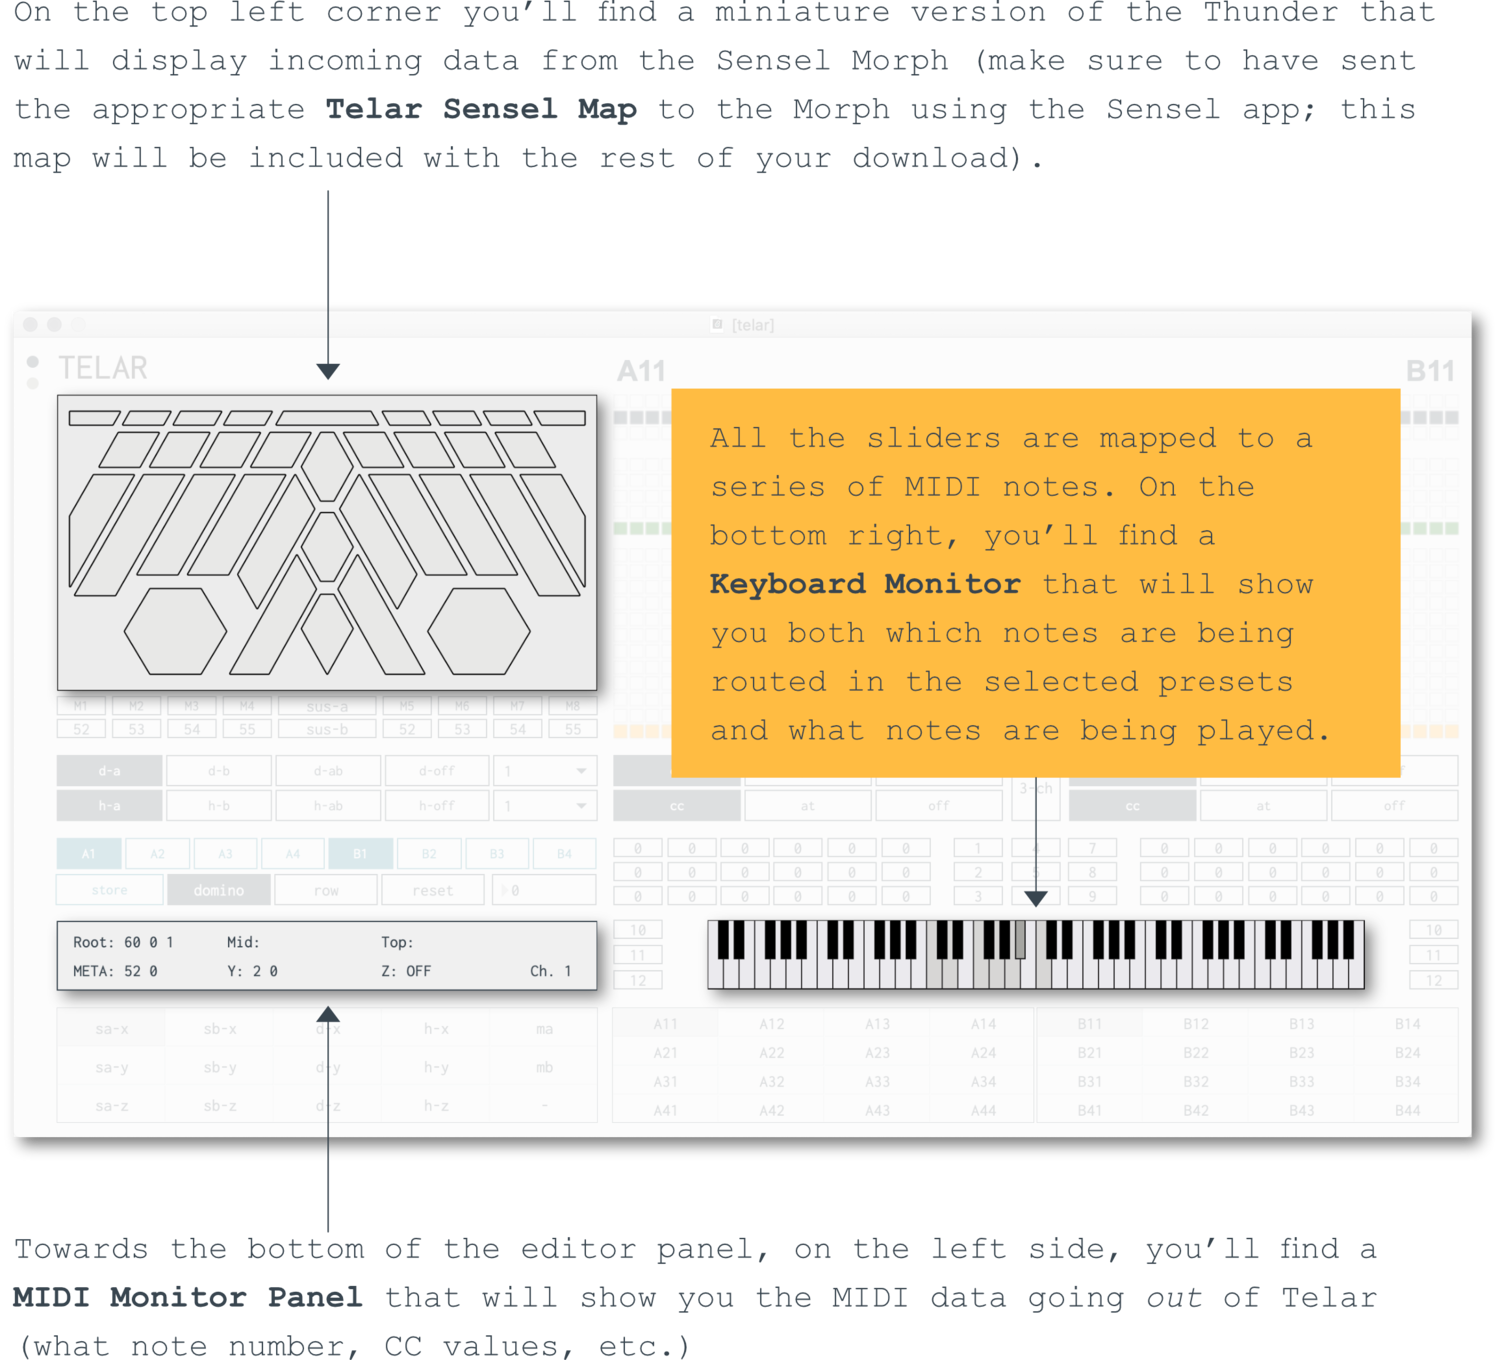 On the top left corner you’ll find a miniature version of the Thunder that
will display incoming data from the Sensel Morph (make sure to have sent
the appropriate Telar Sensel Map to the Morph using the Sensel app; this
map will be included with the rest of your download).
[telar]
TELAR
A11
B11
All the sliders are mapped to a
series of MIDI notes. On the
bottom right, you’ll find a
Keyboard Monitor that will show
you both which notes are being
routed in the selected presets
and what notes are being played.
M1 M2 M3 M4 sus-a M5 M6 M7 M8
52 53 54 55 sus-b 52 53 54 55
d-a d-b d-ab d-off 1
h-a h-b h-ab h-off 1
3-ch
cc at off cc at off
A1 A2 A3 A4 B1 B2 B3 B4
store domino row reset 0
0 0 0 0 0 0 1 4 7 0 0 0 0 0 0
0 0 0 0 0 0 2 5 8 0 0 0 0 0 0
0 0 0 0 0 0 3 9 0 0 0 0 0 0
Root: 60 0 1 Mid: Top:
META: 52 0 Y: 2 0 Z: OFF Ch. 1
10 10
11 11
12 12
sa-x sb-x d-x h-x ma
sa-y sb-y d-y h-y mb
sa-z sb-z d-z h-z -
A11 A12 A13 A14 B11 B12 B13 B14
A21 A22 A23 A24 B21 B22 B23 B24
A31 A32 A33 A34 B31 B32 B33 B34
A41 A42 A43 A44 B41 B42 B43 B44
Towards the bottom of the editor panel, on the left side, you’ll find a
MIDI Monitor Panel that will show you the MIDI data going out of Telar
(what note number, CC values, etc.)